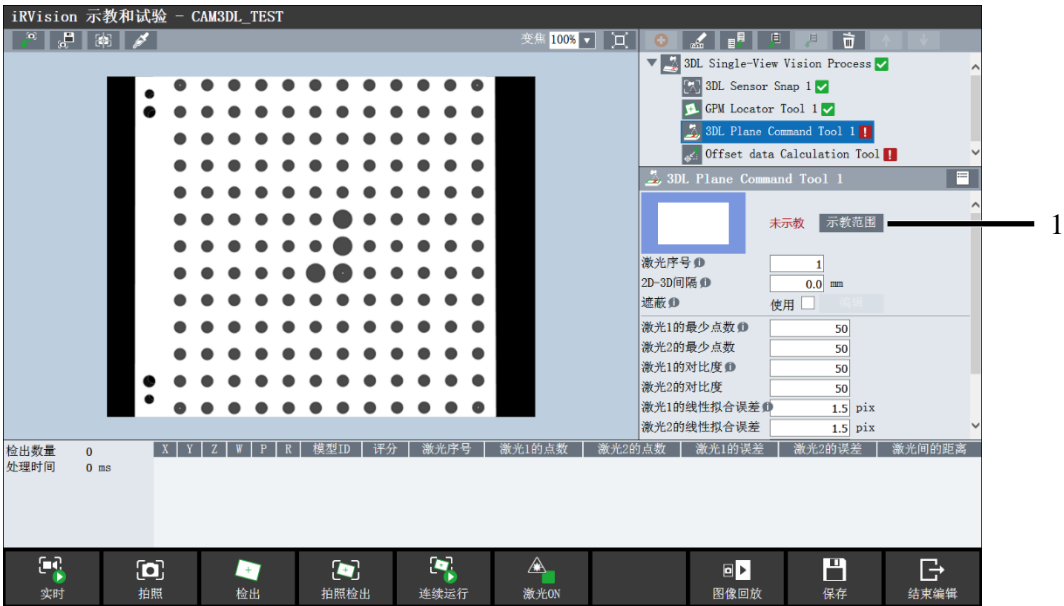 iRVision 示教和试验 - CAM3DL_TEST
变焦 100%
3DL Single-View Vision Process
3DL Sensor Snap 1
GPM Locator Tool 1
3DL Plane Command Tool 1
Offset data Calculation Tool
3DL Plane Command Tool 1
未示教 示教范围
1
激光序号 1
2D-3D间隔 0.0 mm
遮蔽 使用
激光1的最少点数 50
激光2的最少点数 50
激光1的对比度 50
激光2的对比度 50
激光1的线性拟合误差 1.5 pix
激光2的线性拟合误差 1.5 pix
检出数量 0
处理时间 0 ms
X Y Z W P R 模型ID 评分 激光序号 激光1的点数 激光2的点数 激光1的误差 激光2的误差 激光间的距离
实时 拍照 检出 拍照检出 连续运行 激光ON 图像回放 保存 结束编辑